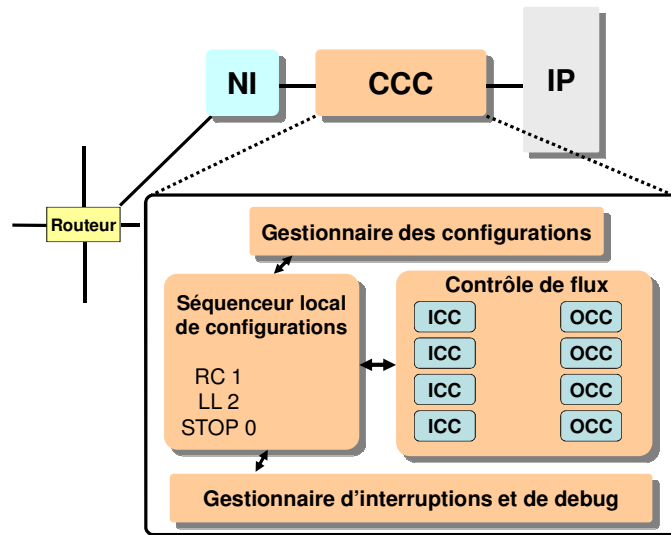 NI
CCC
IP
Routeur
Gestionnaire des configurations
Séquenceur local
de configurations
RC 1
LL 2
STOP 0
Contrôle de flux
ICC
OCC
ICC
OCC
ICC
OCC
ICC
OCC
Gestionnaire d'interruptions et de debug